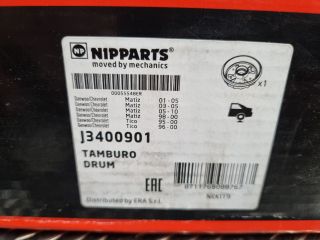 NP NIPPARTS®
moved by mechanics
x1
Daewoo/Chevrolet Matiz 01-05
Daewoo/Chevrolet Matiz 03-05
Daewoo/Chevrolet Matiz 05-10
Daewoo/Chevrolet Matiz 98-00
Daewoo/Chevrolet Tico 95-00
Daewoo/Chevrolet Tico 96-00
J3400901
TAMBURO
DRUM
EAC
Distributed by ERA S.r.l.